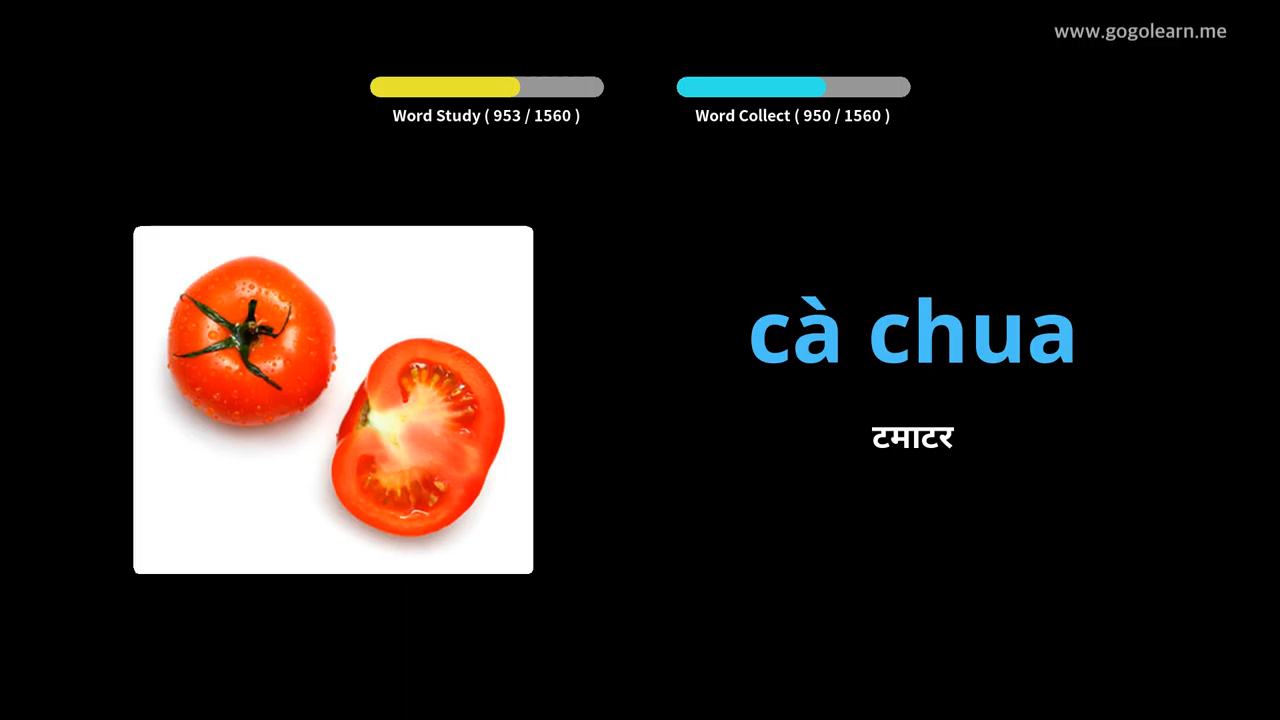 www.gogolearn.me
Word Study ( 953 / 1560 )
Word Collect ( 950 / 1560 )
cà chua
टमाटर